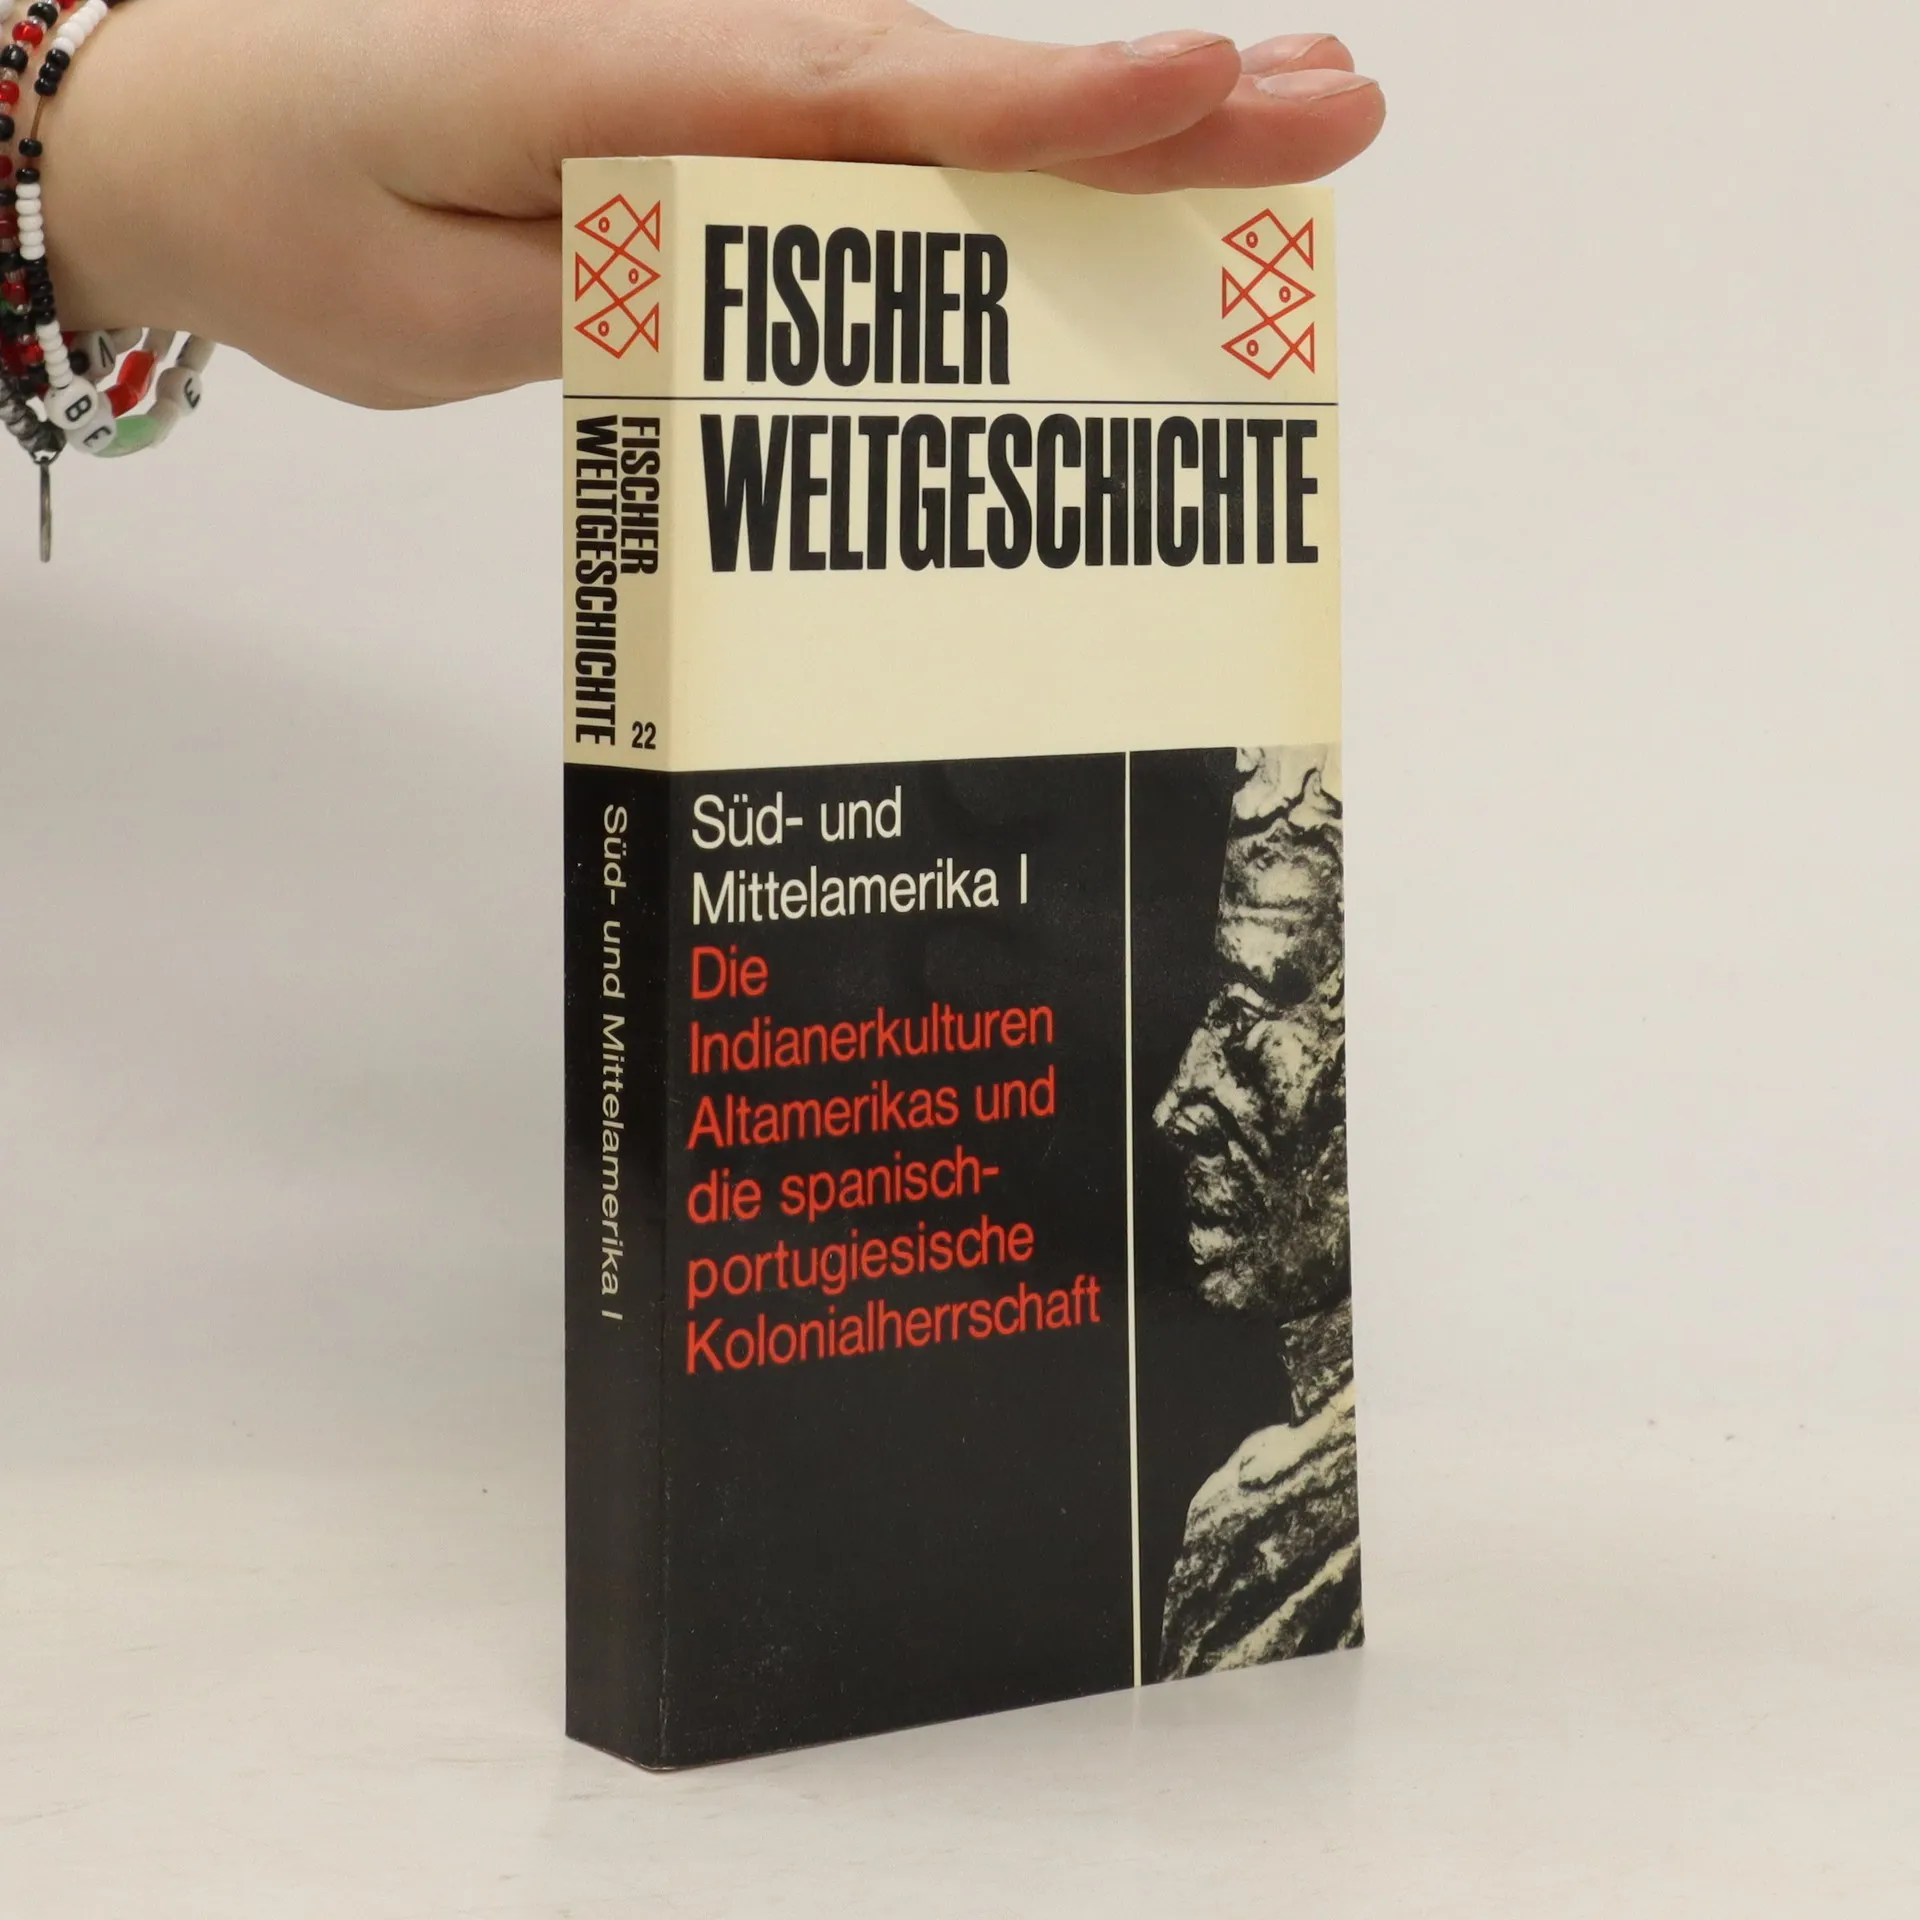 FISCHER
WELTGESCHICHTE
Süd- und
Mittelamerika I
Die
Indianerkulturen
Altamerikas und
die spanisch-
portugiesische
Kolonialherrschaft
FISCHER
WELTGESCHICHTE
22
Süd- und Mittelamerika I
B
E